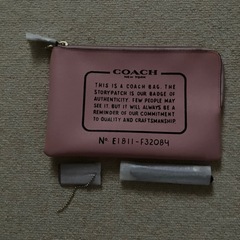 COACH
NEW YORK
THIS IS A COACH BAG. THE
STORYPATCH IS OUR BADGE OF
AUTHENTICITY. FEW PEOPLE MAY
SEE IT, BUT IT WILL ALWAYS BE A
REMINDER OF OUR COMMITMENT
TO QUALITY AND CRAFTSMANSHIP.
Nº E1811-F32084